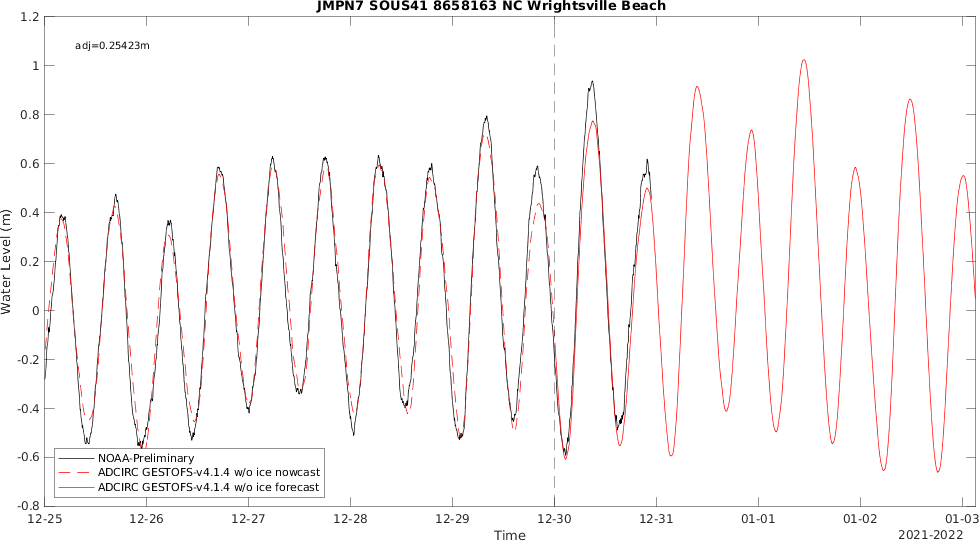 JMPN7 SOUS41 8658163 NC Wrightsville Beach
1.2
adj=0.25423m
1
0.8
0.6
0.4
0.2
0
-0.2
-0.4
-0.6
-0.8
Water Level (m)
NOAA-Preliminary
ADCIRC GESTOFS-v4.1.4 w/o ice nowcast
ADCIRC GESTOFS-v4.1.4 w/o ice forecast
12-25 12-26 12-27 12-28 12-29 12-30 12-31 01-01 01-02 01-03
Time
2021-2022